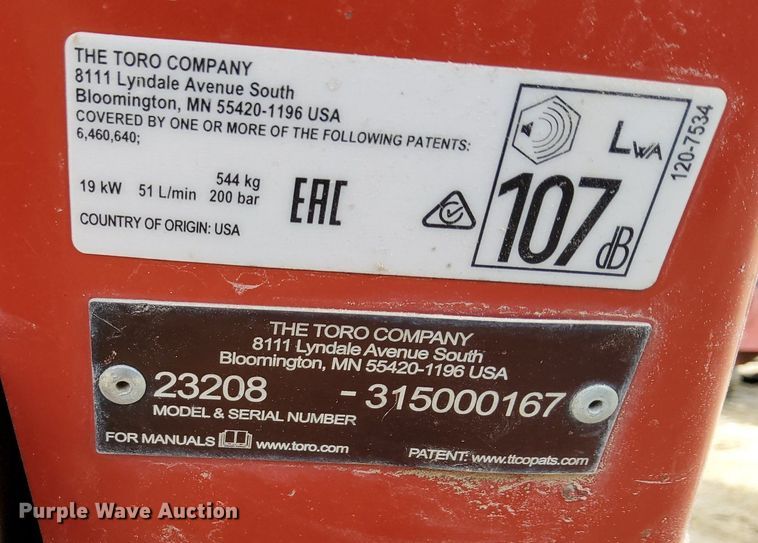 THE TORO COMPANY
8111 Lyndale Avenue South
Bloomington, MN 55420-1196 USA
COVERED BY ONE OR MORE OF THE FOLLOWING PATENTS:
6,460,640;
19 kW 51 L/min 544 kg 200 bar
EAC
COUNTRY OF ORIGIN: USA
LWA
107 dB
120-7534
THE TORO COMPANY
8111 Lyndale Avenue South
Bloomington, MN 55420-1196 USA
23208 - 315000167
MODEL & SERIAL NUMBER
FOR MANUALS www.toro.com
PATENT: www.ttcopats.com
Purple Wave Auction